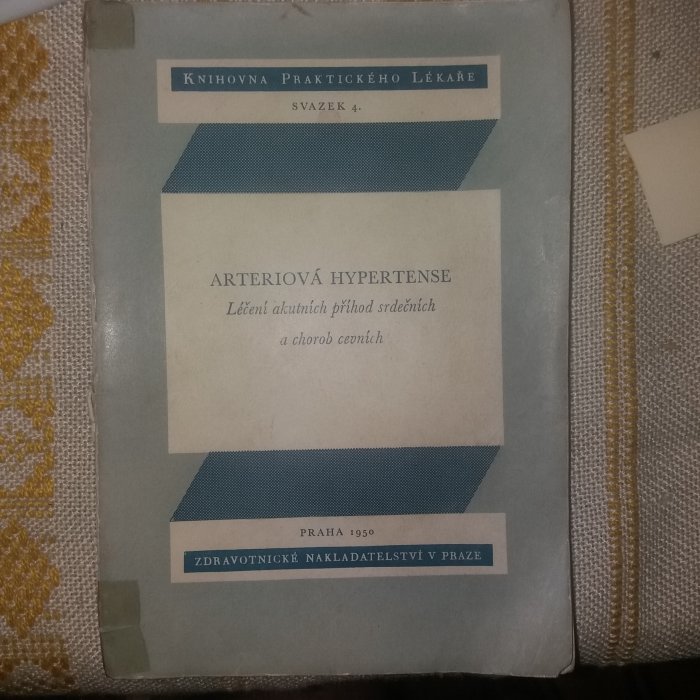 KNIHOVNA PRAKTICKÉHO LÉKAŘE
SVAZEK 4.
ARTERIOVÁ HYPERTENSE
Léčení akutních příhod srdečních
a chorob cevních
PRAHA 1950
ZDRAVOTNICKÉ NAKLADATELSTVÍ V PRAZE